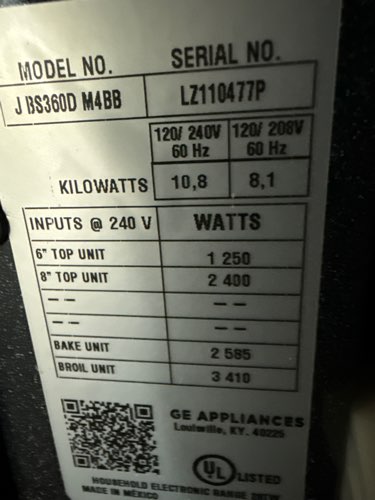 MODEL NO. SERIAL NO.
JBS360D M4BB LZ110477P
120/ 240V 120/ 208V
60 Hz 60 Hz
KILOWATTS 10,8 8,1
INPUTS @ 240 V WATTS
6" TOP UNIT 1 250
8" TOP UNIT 2 400
-- --
-- --
BAKE UNIT 2 585
BROIL UNIT 3 410
GE APPLIANCES
Louisville, KY. 40225
UL LISTED
HOUSEHOLD ELECTRONIC RANGE
MADE IN MÉXICO